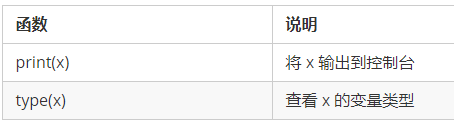 函数 说明
print(x) 将 x 输出到控制台
type(x) 查看 x 的变量类型